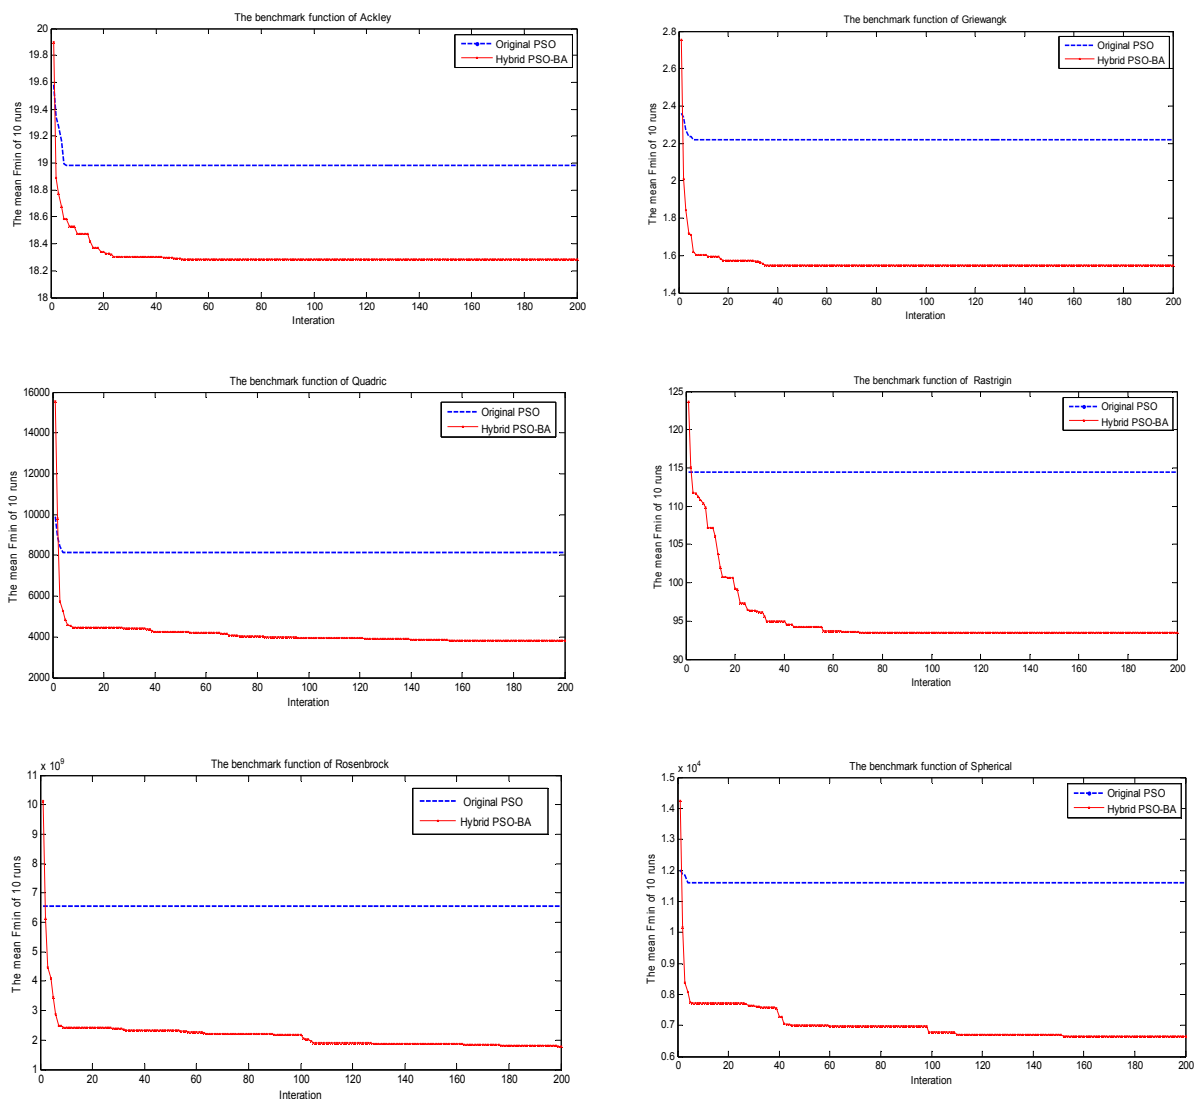 The benchmark function of Ackley
20
19.8
19.6
19.4
19.2
19
18.8
18.6
18.4
18.2
18
0 20 40 60 80 100 120 140 160 180 200
The mean Fmin of 10 runs
Interation
Original PSO
Hybrid PSO-BA
The benchmark function of Griewangk
2.8
2.6
2.4
2.2
2
1.8
1.6
1.4
0 20 40 60 80 100 120 140 160 180 200
The mean Fmin of 10 runs
Interation
Original PSO
Hybrid PSO-BA
The benchmark function of Quadric
16000
14000
12000
10000
8000
6000
4000
2000
0 20 40 60 80 100 120 140 160 180 200
The mean Fmin of 10 runs
Interation
Original PSO
Hybrid PSO-BA
The benchmark function of Rastrigin
125
120
115
110
105
100
95
90
0 20 40 60 80 100 120 140 160 180 200
The mean Fmin of 10 runs
Interation
Original PSO
Hybrid PSO-BA
The benchmark function of Rosenbrock
x 10^9
11
10
9
8
7
6
5
4
3
2
1
0 20 40 60 80 100 120 140 160 180 200
The mean Fmin of 10 runs
Interation
Original PSO
Hybrid PSO-BA
The benchmark function of Spherical
x 10^4
1.5
1.4
1.3
1.2
1.1
1
0.9
0.8
0.7
0.6
0 20 40 60 80 100 120 140 160 180 200
The mean Fmin of 10 runs
Interation
Original PSO
Hybrid PSO-BA